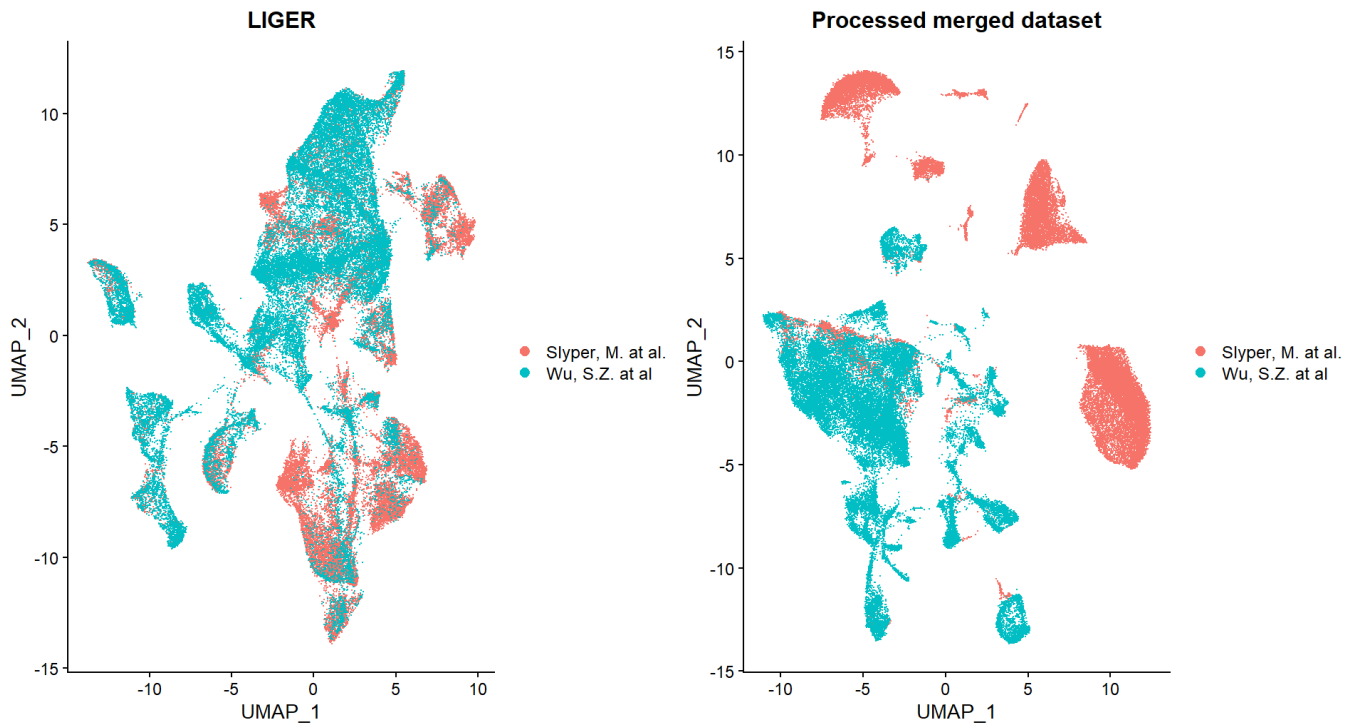 LIGER
10
5
0
-5
-10
-15
UMAP_2
-10
-5
0
5
10
UMAP_1
Slyper, M. at al.
Wu, S.Z. at al
Processed merged dataset
15
10
5
0
-5
-10
-15
UMAP_2
-10
-5
0
5
10
UMAP_1
Slyper, M. at al.
Wu, S.Z. at al